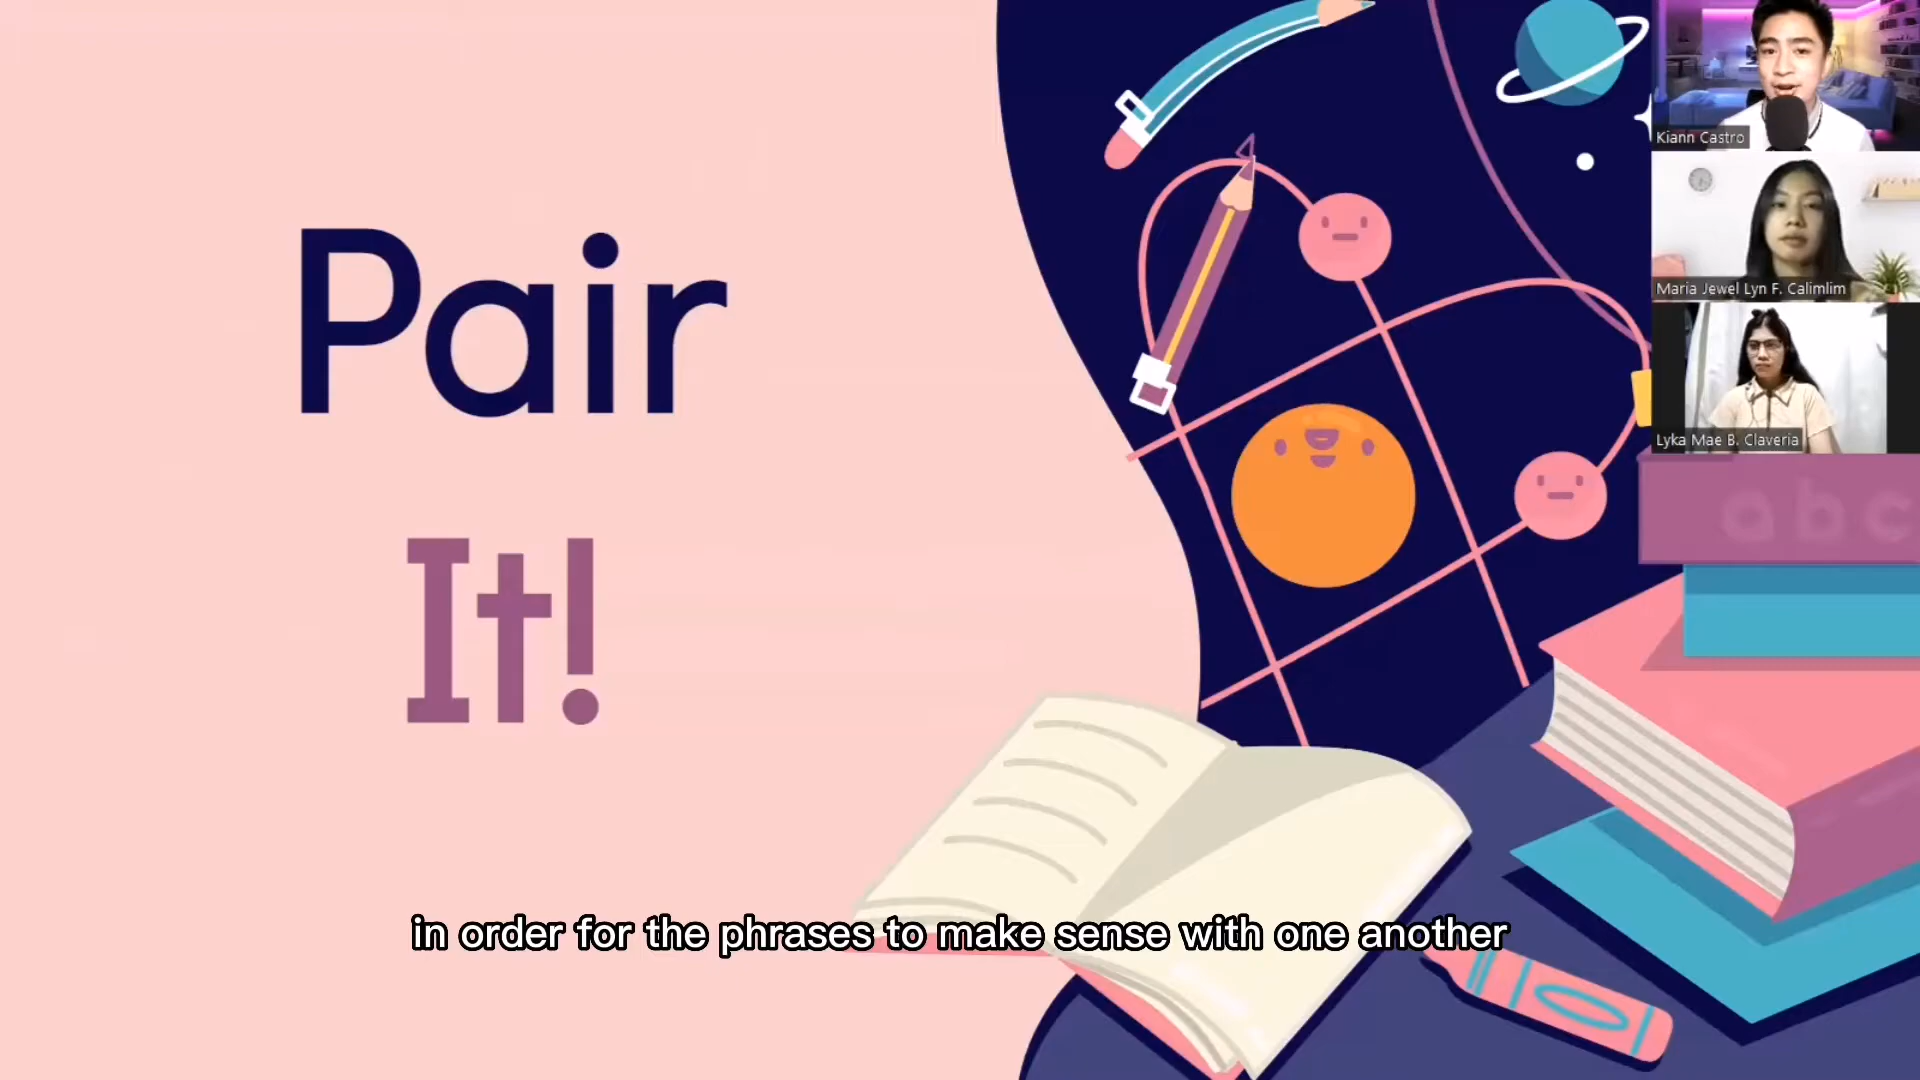 Pair
It!
Kiann Castro
Maria Jewel Lyn F. Calimlim
Lyka Mae B. Claveria
abc
in order for the phrases to make sense with one another